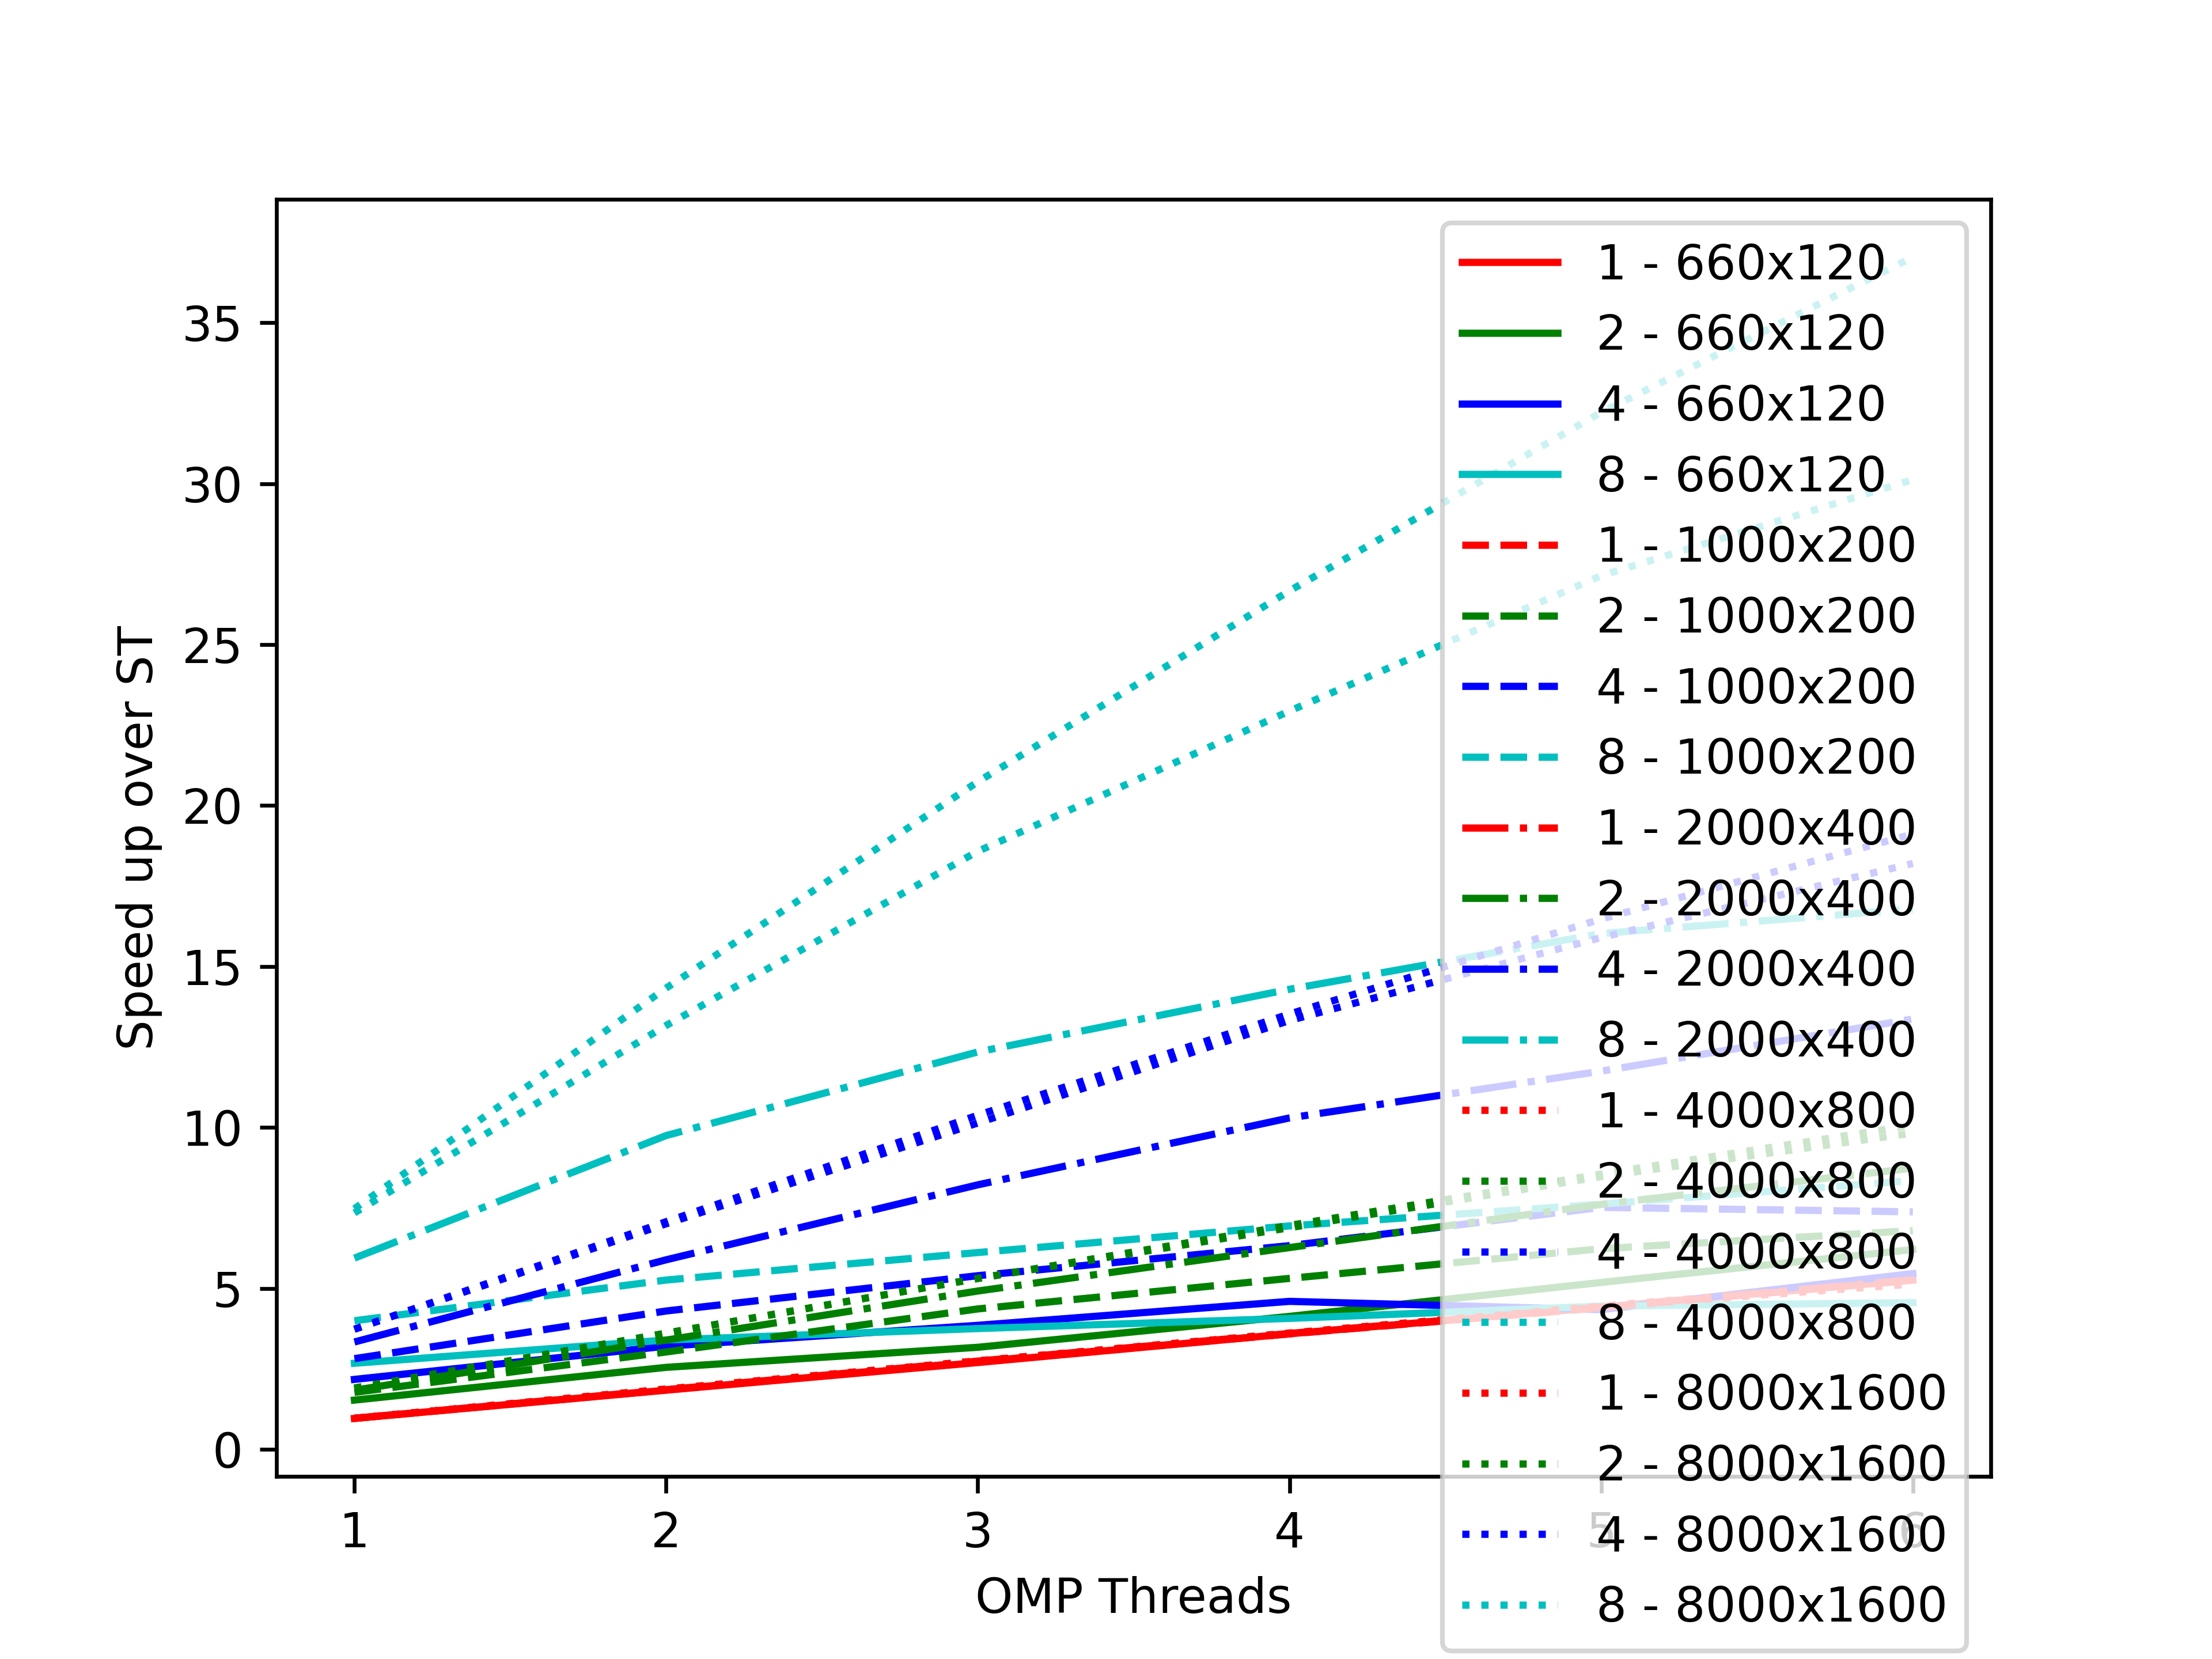 Speed up over ST
35
30
25
20
15
10
5
0
1 2 3 4 5 6
OMP Threads
1 - 660x120
2 - 660x120
4 - 660x120
8 - 660x120
1 - 1000x200
2 - 1000x200
4 - 1000x200
8 - 1000x200
1 - 2000x400
2 - 2000x400
4 - 2000x400
8 - 2000x400
1 - 4000x800
2 - 4000x800
4 - 4000x800
8 - 4000x800
1 - 8000x1600
2 - 8000x1600
4 - 8000x1600
8 - 8000x1600